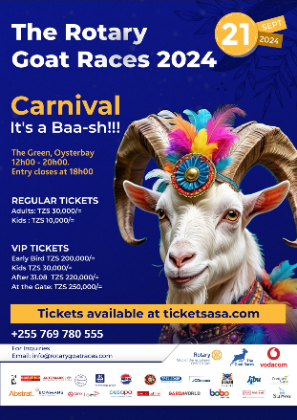 The Rotary
Goat Races 2024
21
SEPT
2024
Carnival
It's a Baa-sh!!!
The Green, Oysterbay
12h00 - 20h00.
Entry closes at 18h00
REGULAR TICKETS
Adults: TZS 30,000/=
Kids : TZS 10,000/=
VIP TICKETS
Early Bird TZS 200,000/=
Kids TZS 30,000/=
After 31.08 TZS 220,000/=
At the Gate: TZS 250,000/=
Tickets available at ticketsasa.com
+255 769 780 555
For Inquiries
Email: info@rotarygoatraces.com
Rotary
vodacom